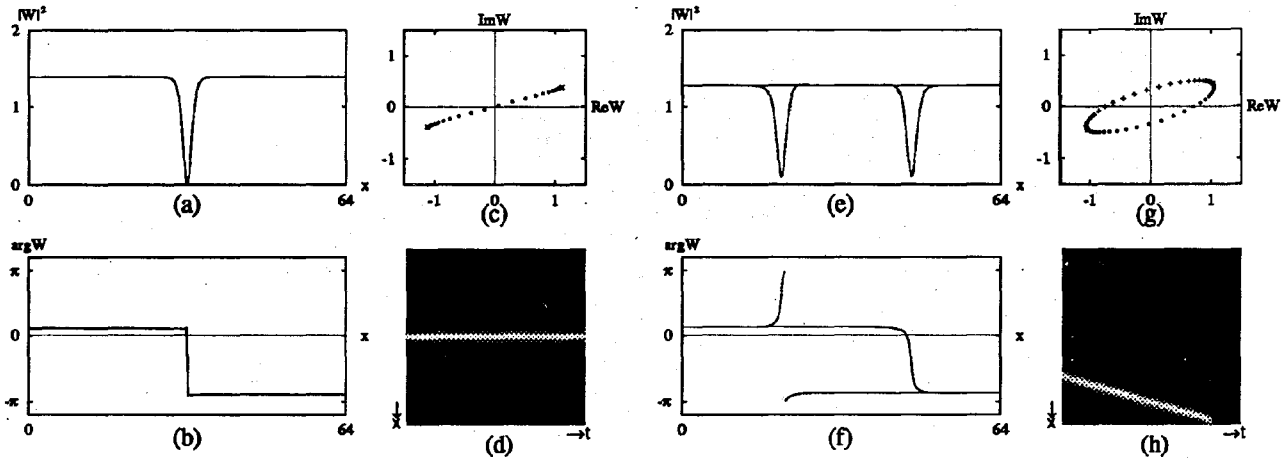 |W|²
2
1
0
0
64
x
(a)
ImW
1
0
-1
ReW
-1
0
1
(c)
argW
π
0
-π
0
64
x
(b)
x
→t
(d)
|W|²
2
1
0
0
64
x
(e)
ImW
1
0
-1
ReW
-1
0
1
(g)
argW
π
0
-π
0
64
x
(f)
x
→t
(h)